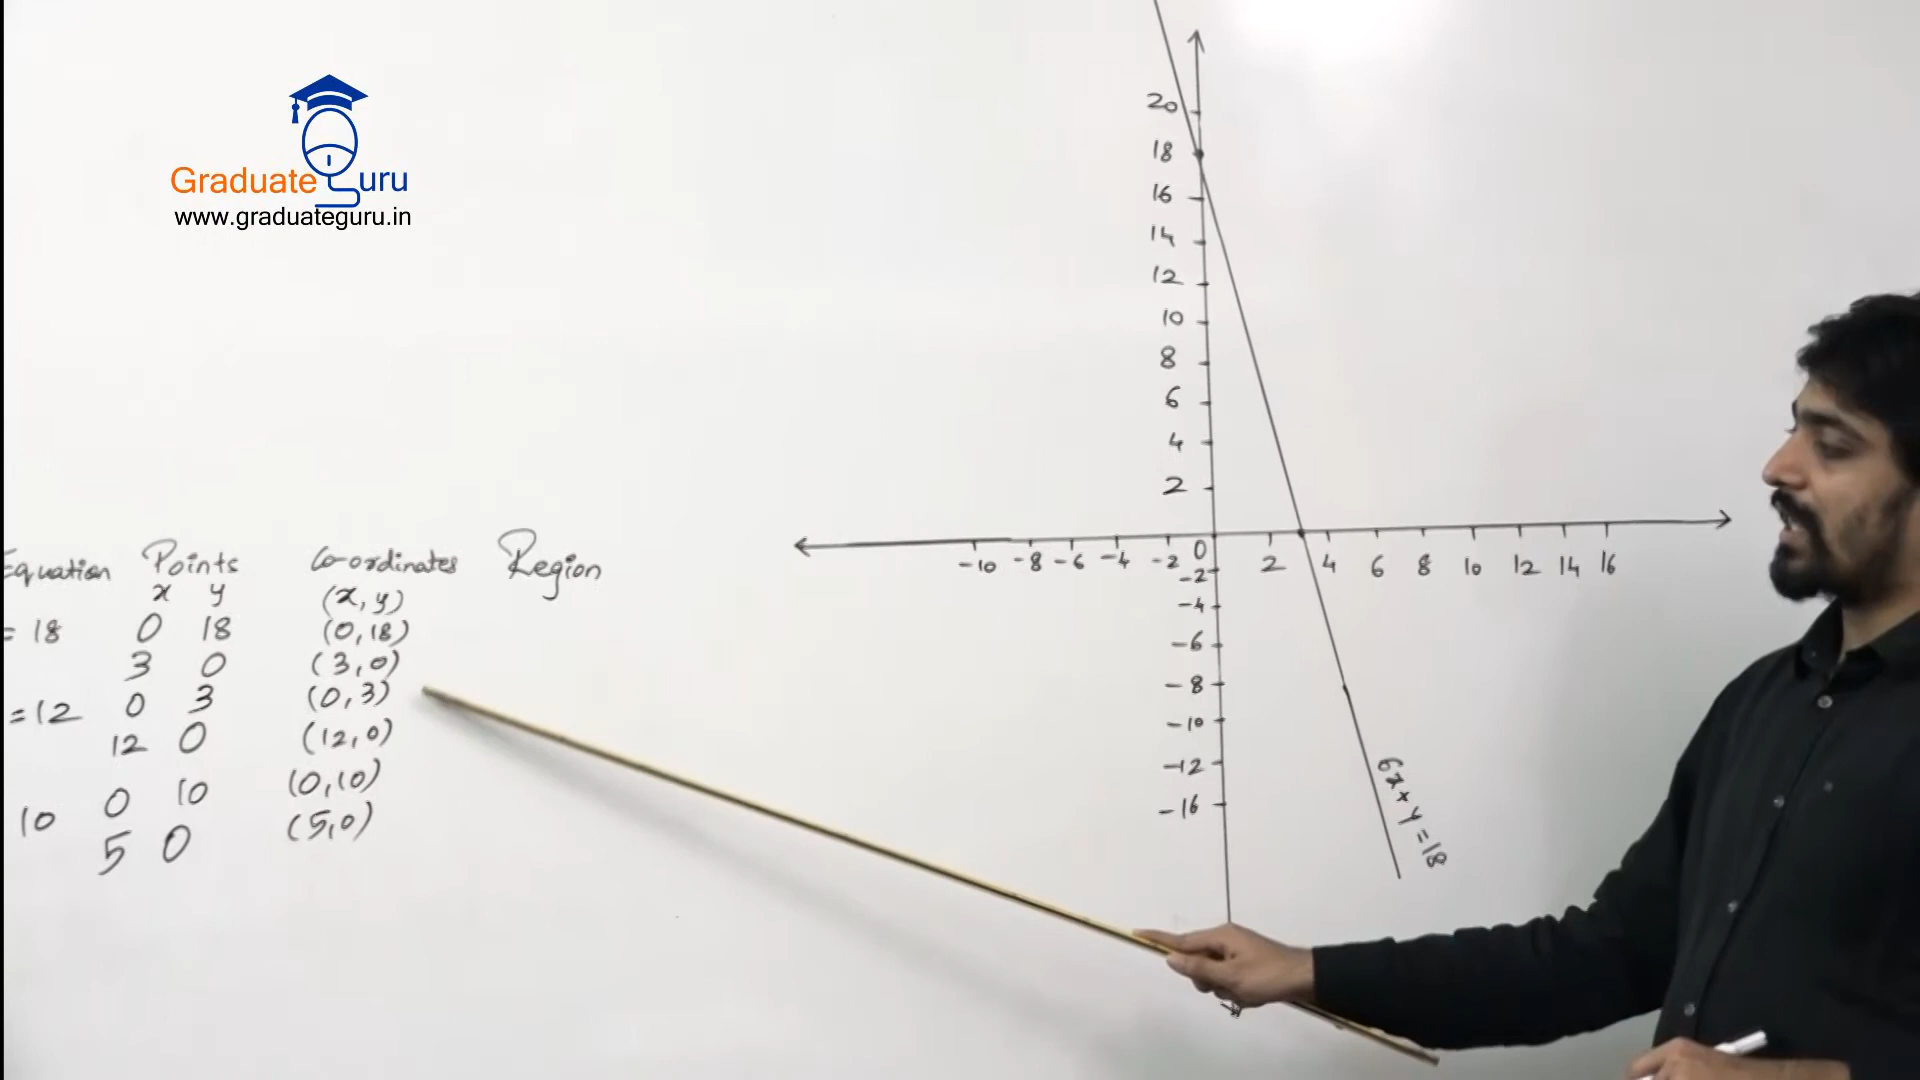 Graduate Guru
www.graduateguru.in
Equation Points Co-ordinates Region
x y (x, y)
= 18 0 18 (0, 18)
3 0 (3, 0)
= 12 0 3 (0, 3)
12 0 (12, 0)
10 0 10 (0, 10)
5 0 (5, 0)
20
18
16
14
12
10
8
6
4
2
-10 -8 -6 -4 -2 0 2 4 6 8 10 12 14 16
-2
-4
-6
-8
-10
-12
-16
6x + y = 18